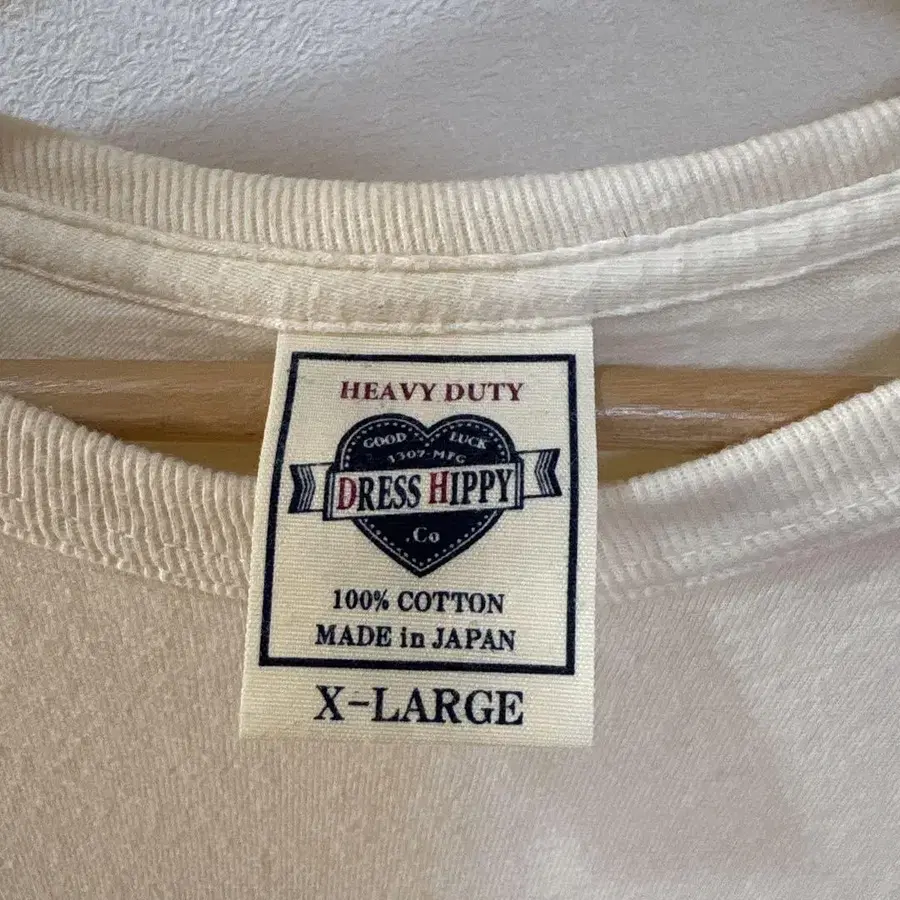 HEAVY DUTY
GOOD LUCK
1307-MFG
DRESS HIPPY
.Co
100% COTTON
MADE in JAPAN
X-LARGE